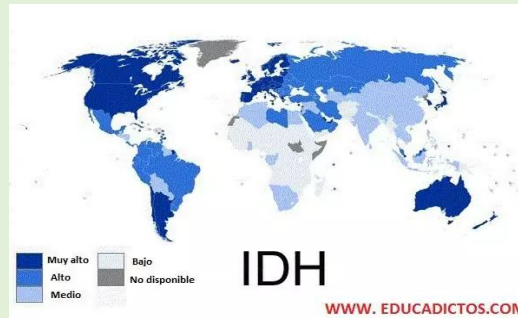 Muy alto
Alto
Medio
Bajo
No disponible
IDH
WWW. EDUCADICTOS.COM